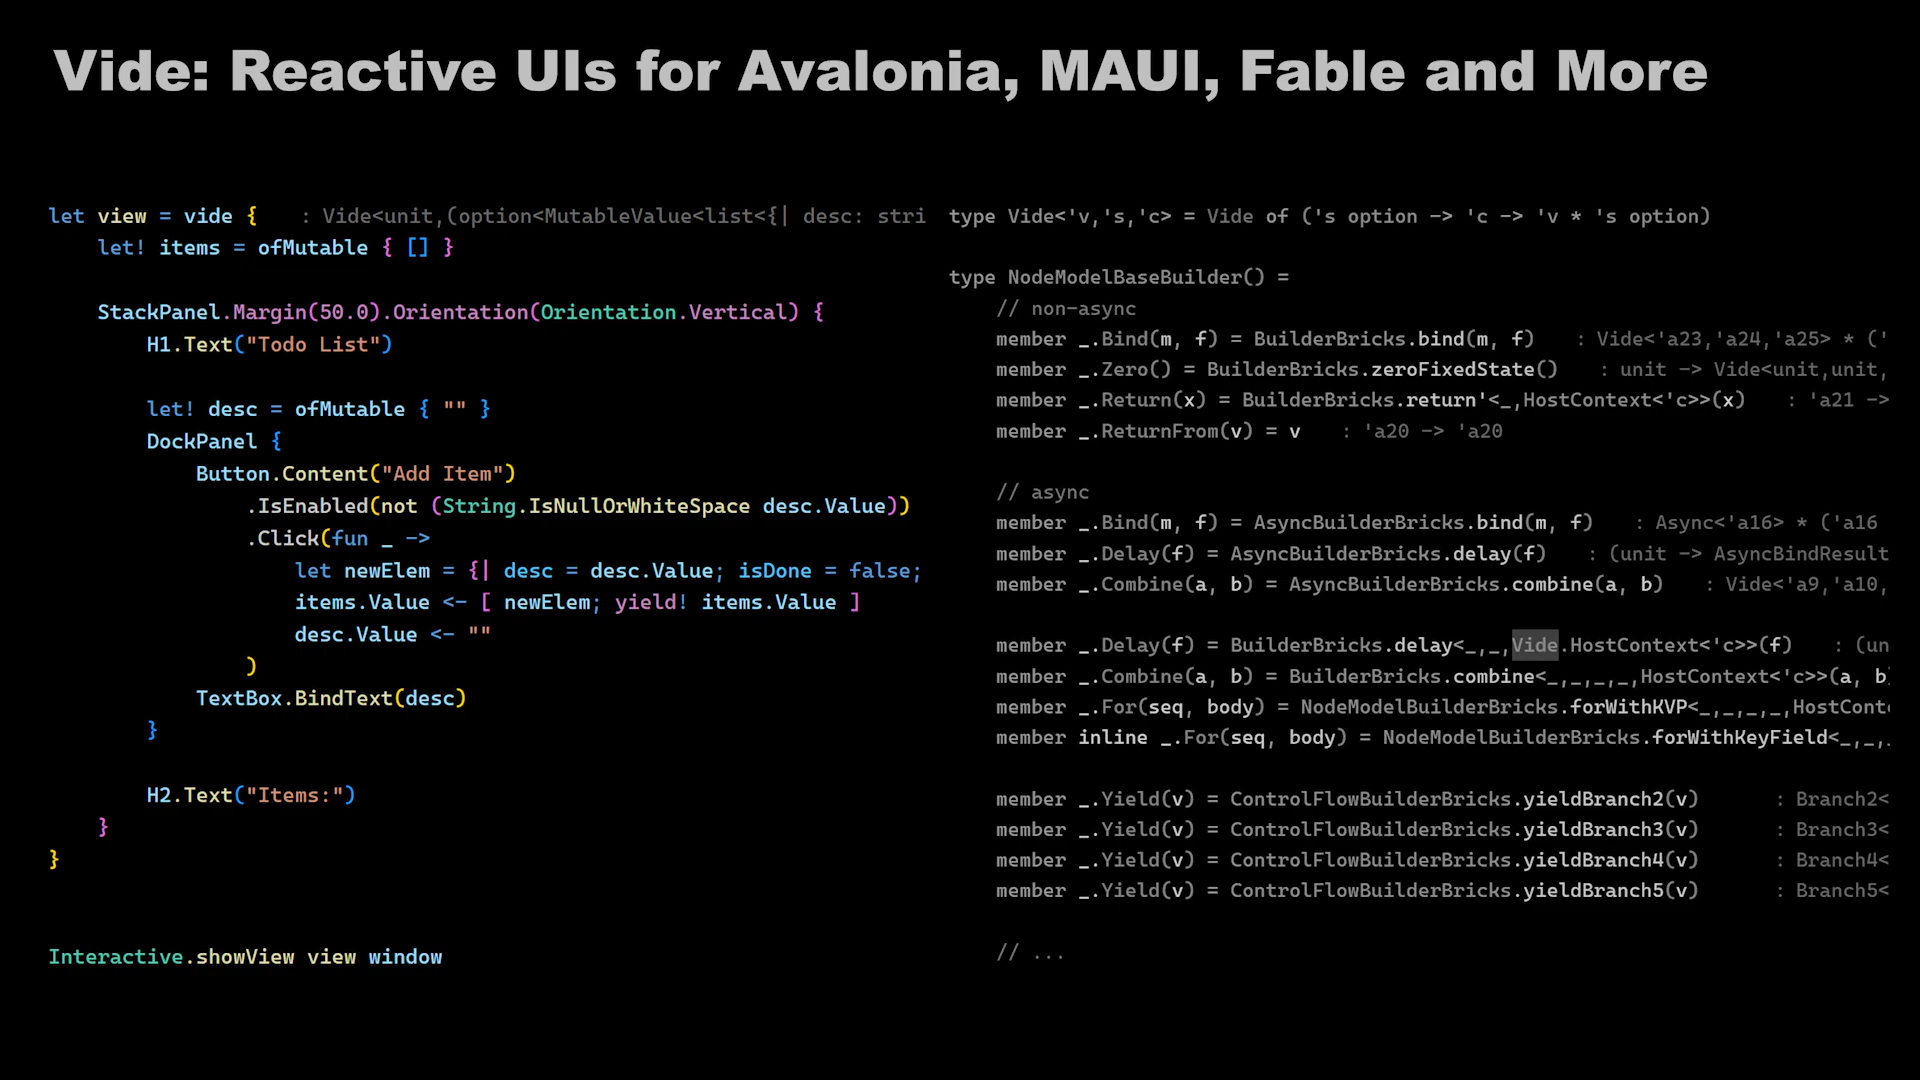 Vide: Reactive UIs for Avalonia, MAUI, Fable and More
let view = vide {   : Vide<unit,(option<MutableValue<list<{| desc: stri
    let! items = ofMutable { [] }
    StackPanel.Margin(50.0).Orientation(Orientation.Vertical) {
        H1.Text("Todo List")
        let! desc = ofMutable { "" }
        DockPanel {
            Button.Content("Add Item")
                .IsEnabled(not (String.IsNullOrWhiteSpace desc.Value))
                .Click(fun _ ->
                    let newElem = {| desc = desc.Value; isDone = false;
                    items.Value <- [ newElem; yield! items.Value ]
                    desc.Value <- ""
                )
            TextBox.BindText(desc)
        }
        H2.Text("Items:")
    }
}
Interactive.showView view window
type Vide<'v,'s,'c> = Vide of ('s option -> 'c -> 'v * 's option)
type NodeModelBaseBuilder() =
    // non-async
    member _.Bind(m, f) = BuilderBricks.bind(m, f)   : Vide<'a23,'a24,'a25> * ('
    member _.Zero() = BuilderBricks.zeroFixedState()   : unit -> Vide<unit,unit,
    member _.Return(x) = BuilderBricks.return'<_,HostContext<'c>>(x)   : 'a21 ->
    member _.ReturnFrom(v) = v   : 'a20 -> 'a20
    // async
    member _.Bind(m, f) = AsyncBuilderBricks.bind(m, f)   : Async<'a16> * ('a16
    member _.Delay(f) = AsyncBuilderBricks.delay(f)   : (unit -> AsyncBindResult
    member _.Combine(a, b) = AsyncBuilderBricks.combine(a, b)   : Vide<'a9,'a10,
    member _.Delay(f) = BuilderBricks.delay<_,_,Vide.HostContext<'c>>(f)   : (un
    member _.Combine(a, b) = BuilderBricks.combine<_,_,_,_,HostContext<'c>>(a, b)
    member _.For(seq, body) = NodeModelBuilderBricks.forWithKVP<_,_,_,_,HostConte
    member inline _.For(seq, body) = NodeModelBuilderBricks.forWithKeyField<_,_,_
    member _.Yield(v) = ControlFlowBuilderBricks.yieldBranch2(v)      : Branch2<
    member _.Yield(v) = ControlFlowBuilderBricks.yieldBranch3(v)      : Branch3<
    member _.Yield(v) = ControlFlowBuilderBricks.yieldBranch4(v)      : Branch4<
    member _.Yield(v) = ControlFlowBuilderBricks.yieldBranch5(v)      : Branch5<
    // ...